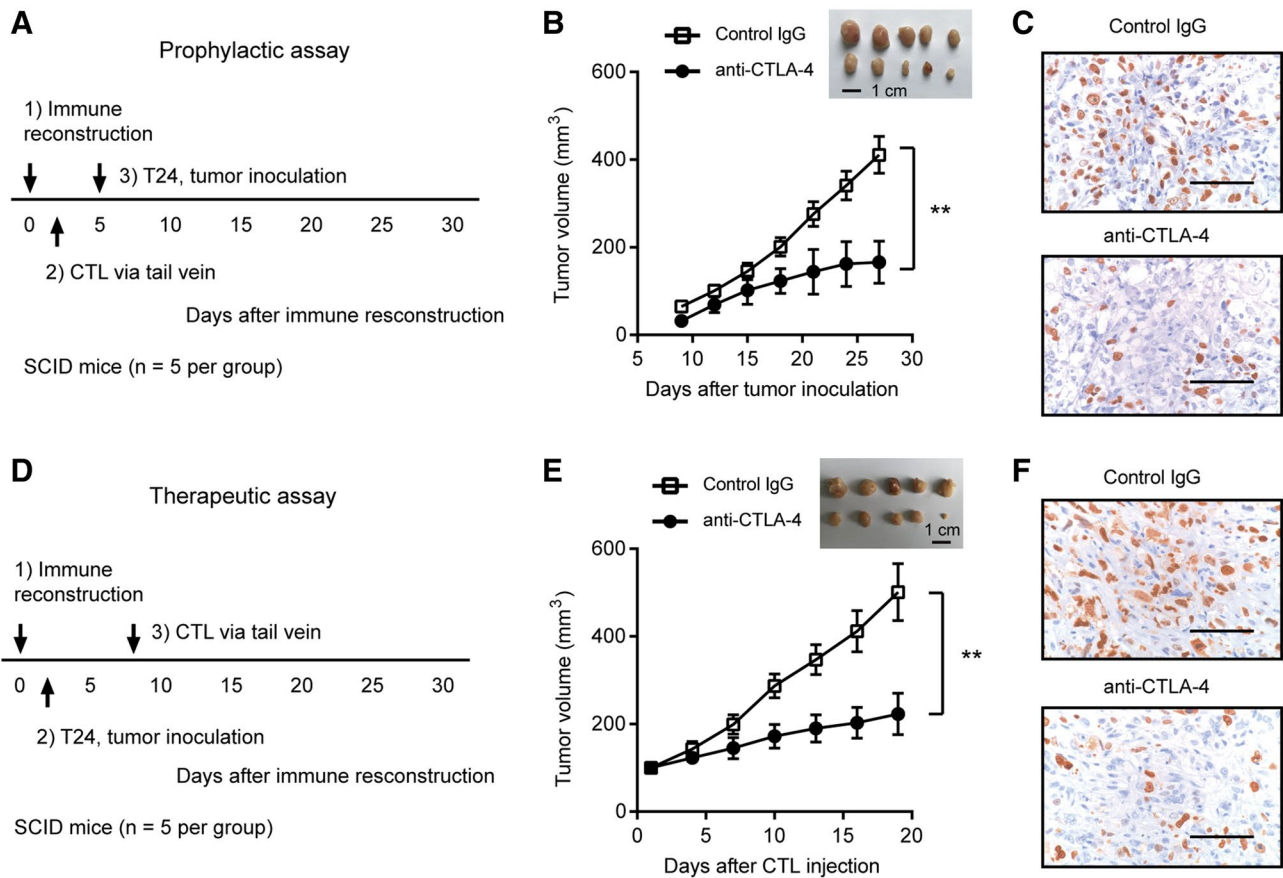 A
Prophylactic assay
1) Immune
reconstruction
3) T24, tumor inoculation
0 5 10 15 20 25 30
2) CTL via tail vein
Days after immune resconstruction
SCID mice (n = 5 per group)
B
Control IgG
anti-CTLA-4
1 cm
600
400
200
0
Tumor volume (mm3)
**
5 10 15 20 25 30
Days after tumor inoculation
C
Control IgG
anti-CTLA-4
D
Therapeutic assay
1) Immune
reconstruction
3) CTL via tail vein
0 5 10 15 20 25 30
2) T24, tumor inoculation
Days after immune resconstruction
SCID mice (n = 5 per group)
E
Control IgG
anti-CTLA-4
1 cm
600
400
200
0
Tumor volume (mm3)
**
0 5 10 15 20
Days after CTL injection
F
Control IgG
anti-CTLA-4